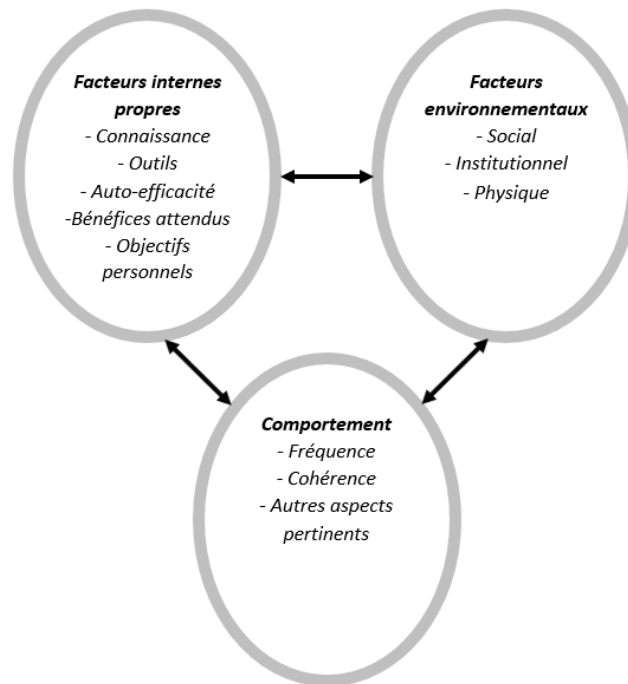 Facteurs internes
propres
- Connaissance
- Outils
- Auto-efficacité
-Bénéfices attendus
- Objectifs
personnels
Facteurs
environnementaux
- Social
- Institutionnel
- Physique
Comportement
- Fréquence
- Cohérence
- Autres aspects
pertinents